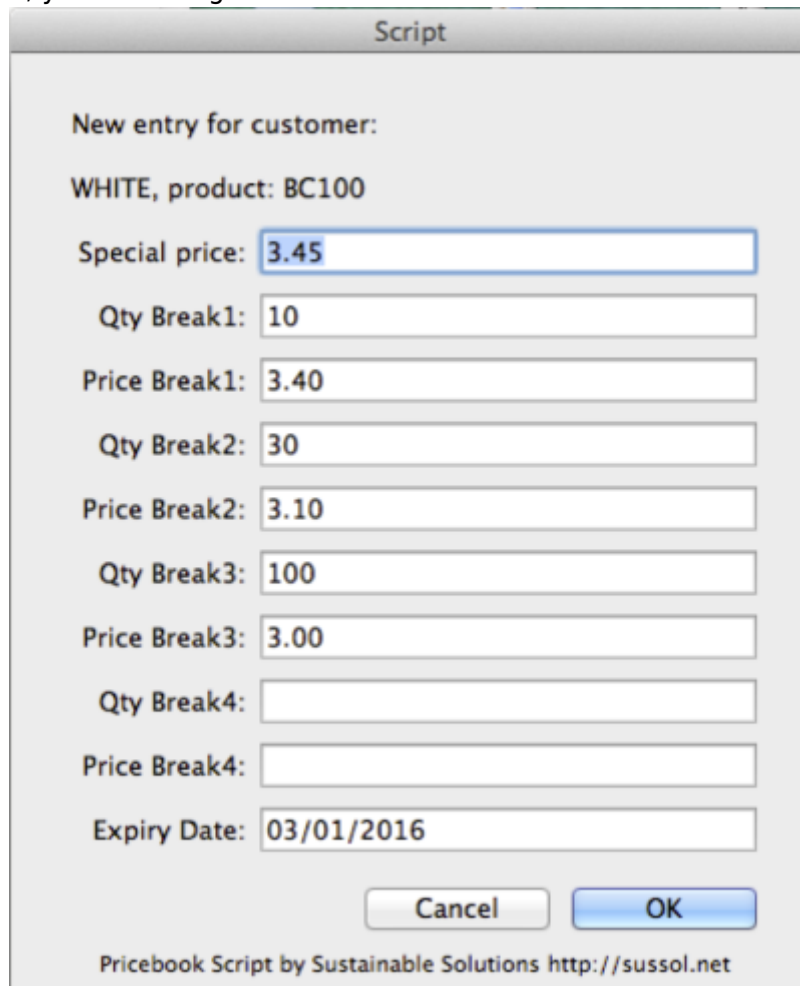 Script
New entry for customer:
WHITE, product: BC100
Special price: 3.45
Qty Break1: 10
Price Break1: 3.40
Qty Break2: 30
Price Break2: 3.10
Qty Break3: 100
Price Break3: 3.00
Qty Break4:
Price Break4:
Expiry Date: 03/01/2016
Cancel OK
Pricebook Script by Sustainable Solutions http://sussol.net